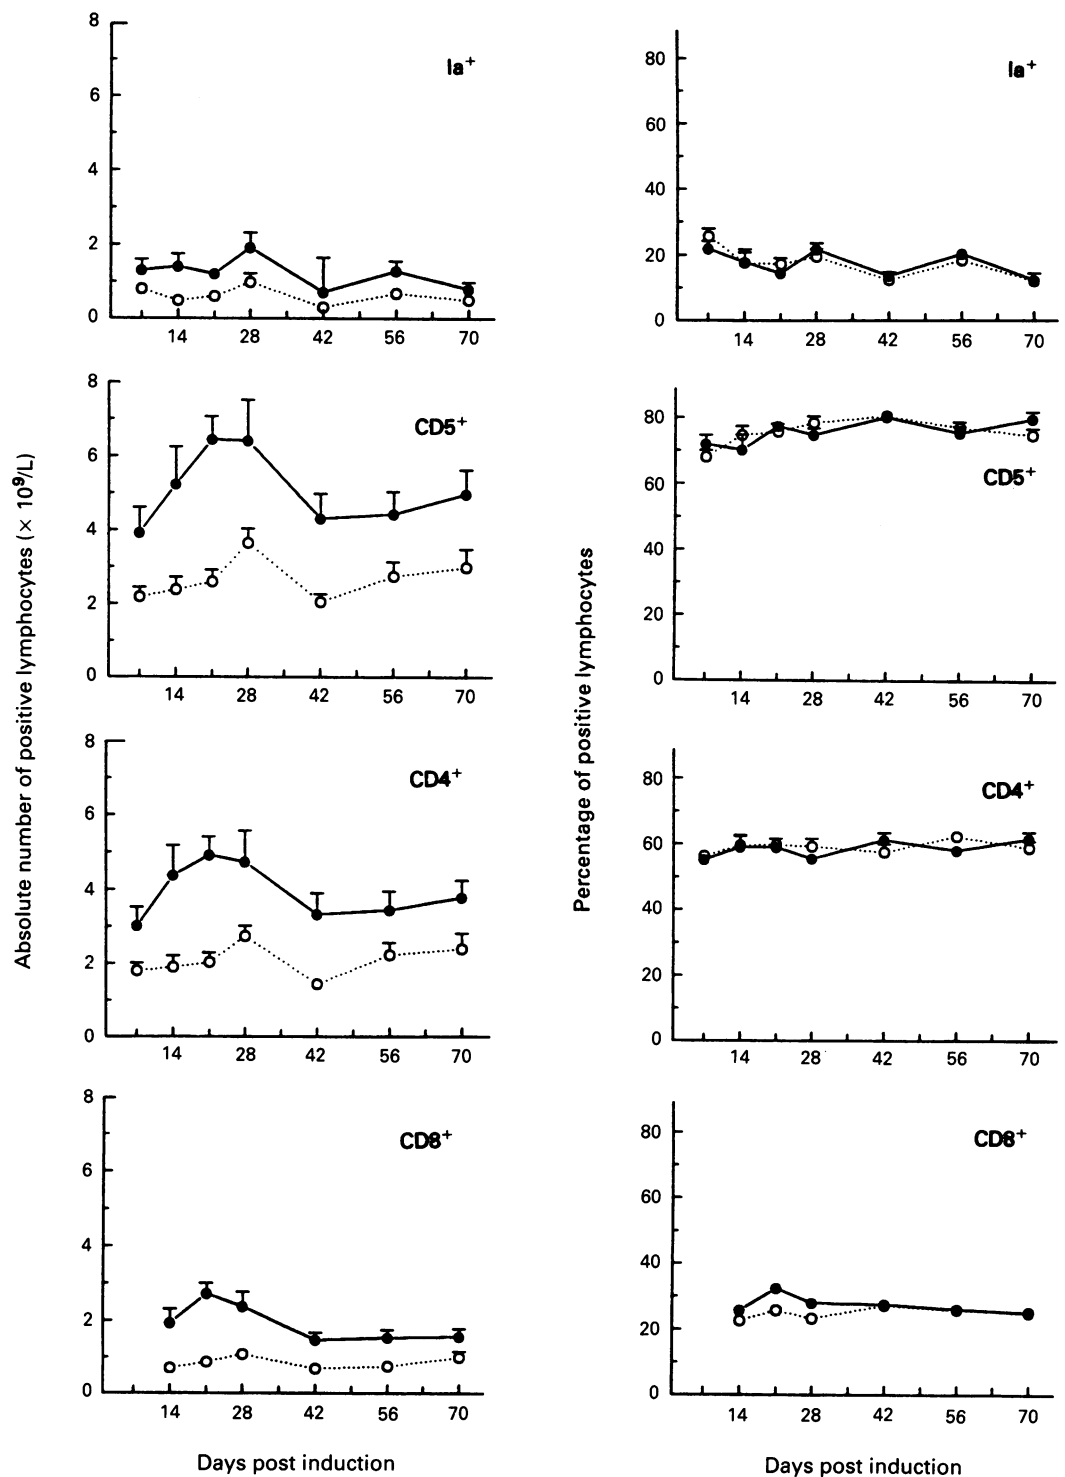 Absolute number of positive lymphocytes (× 10⁹/L)
8
6
4
2
0
Ia⁺
14 28 42 56 70
8
6
4
2
0
CD5⁺
14 28 42 56 70
8
6
4
2
0
CD4⁺
14 28 42 56 70
8
6
4
2
0
CD8⁺
14 28 42 56 70
Days post induction
Percentage of positive lymphocytes
80
60
40
20
0
Ia⁺
14 28 42 56 70
80
60
40
20
0
CD5⁺
14 28 42 56 70
80
60
40
20
0
CD4⁺
14 28 42 56 70
80
60
40
20
0
CD8⁺
14 28 42 56 70
Days post induction